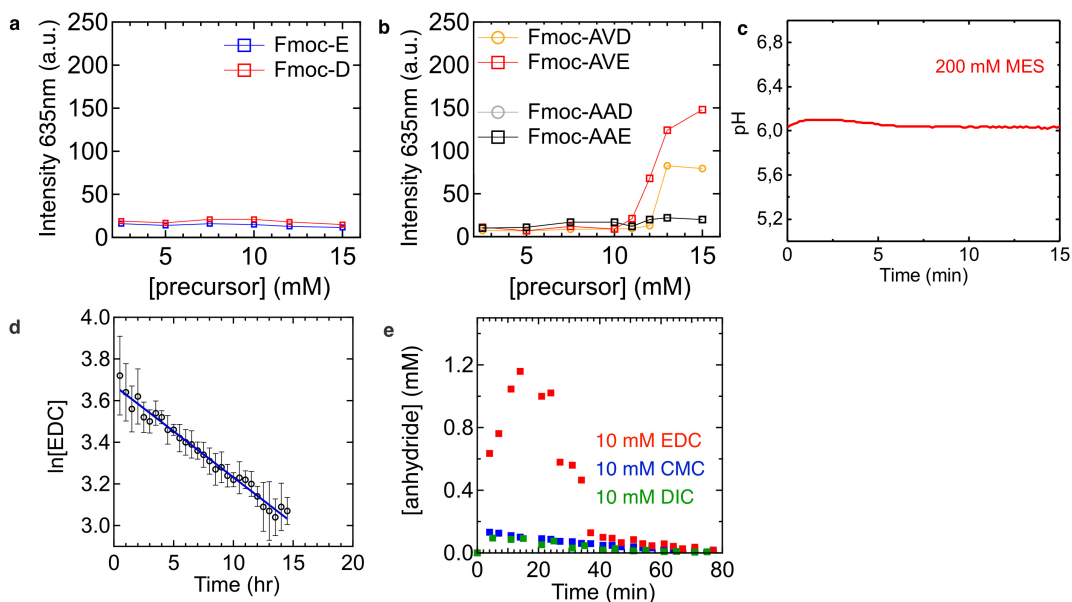 a
250
200
150
100
50
0
Intensity 635nm (a.u.)
Fmoc-E
Fmoc-D
5
10
15
[precursor] (mM)
b
250
200
150
100
50
0
Intensity 635nm (a.u.)
Fmoc-AVD
Fmoc-AVE
Fmoc-AAD
Fmoc-AAE
5
10
15
[precursor] (mM)
c
6,8
6,4
6,0
5,6
5,2
pH
200 mM MES
0
5
10
15
Time (min)
d
4.0
3.8
3.6
3.4
3.2
3.0
ln[EDC]
0
5
10
15
20
Time (hr)
e
1.2
0.8
0.4
0.0
[anhydride] (mM)
10 mM EDC
10 mM CMC
10 mM DIC
0
20
40
60
80
Time (min)